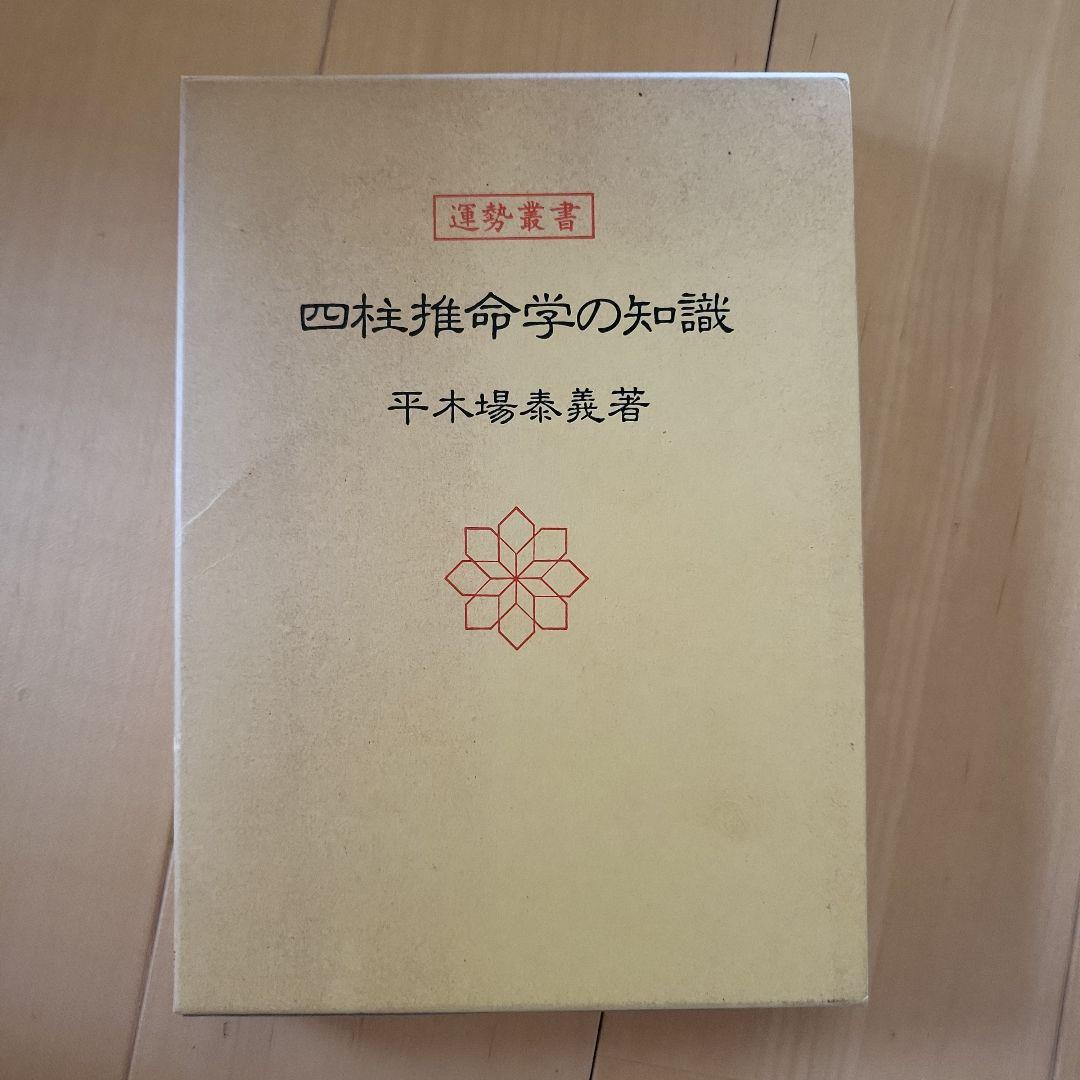 運勢叢書
四柱推命学の知識
平木場泰義著